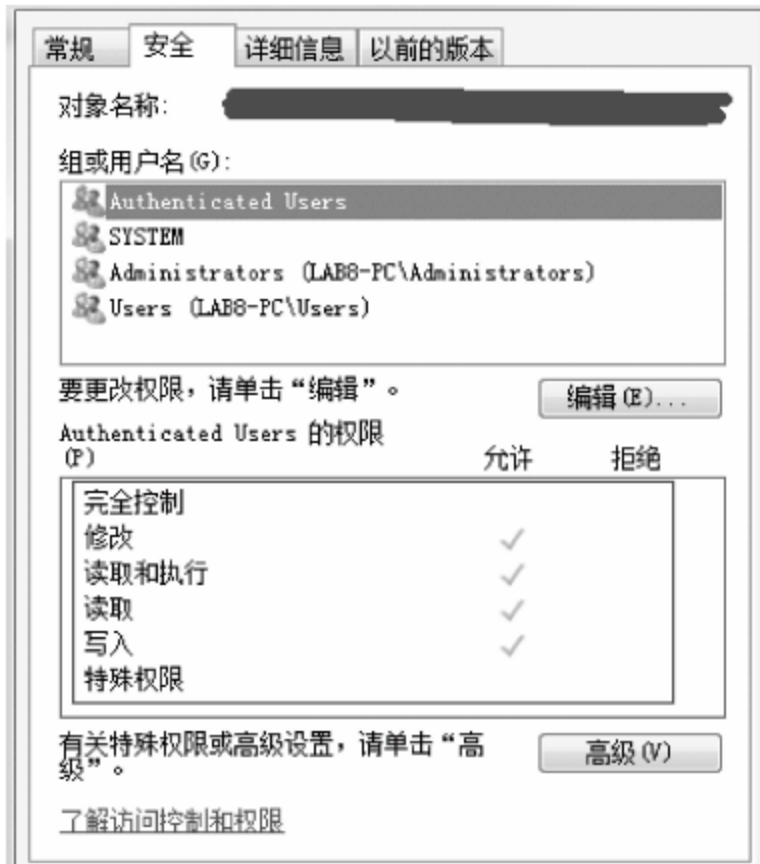 常规 安全 详细信息 以前的版本
对象名称:
组或用户名(G):
Authenticated Users
SYSTEM
Administrators (LAB8-PC\Administrators)
Users (LAB8-PC\Users)
要更改权限，请单击“编辑”。 编辑(E)...
Authenticated Users 的权限
(P) 允许 拒绝
完全控制
修改
读取和执行
读取
写入
特殊权限
有关特殊权限或高级设置，请单击“高
级”。 高级(V)
了解访问控制和权限